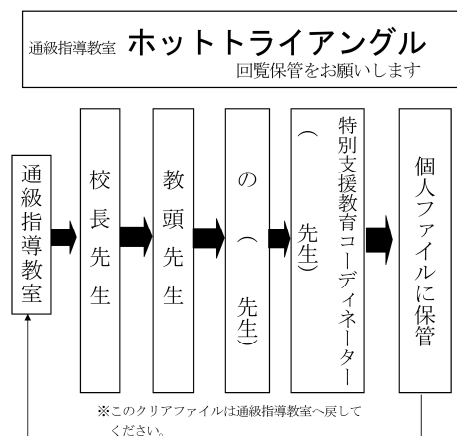 通級指導教室 ホットトライアングル
回覧保管をお願いします
通級指導教室
校長先生
教頭先生
の（　　先生）
特別支援教育コーディネーター
（　　　先生）
個人ファイルに保管
※このクリアファイルは通級指導教室へ戻して
ください。